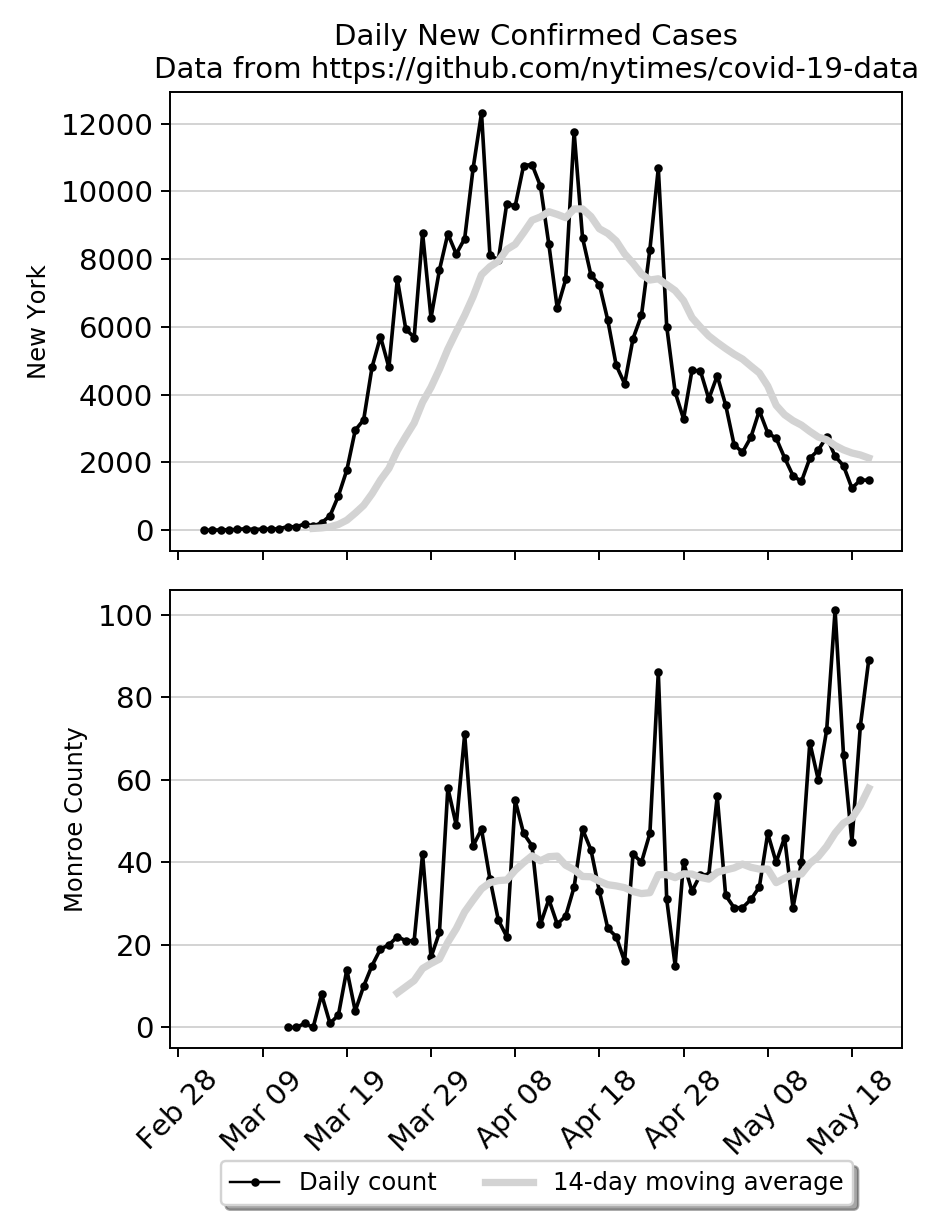 Daily New Confirmed Cases
Data from https://github.com/nytimes/covid-19-data
12000
10000
8000
6000
4000
2000
0
New York
100
80
60
40
20
0
Monroe County
Feb 28
Mar 09
Mar 19
Mar 29
Apr 08
Apr 18
Apr 28
May 08
May 18
Daily count
14-day moving average